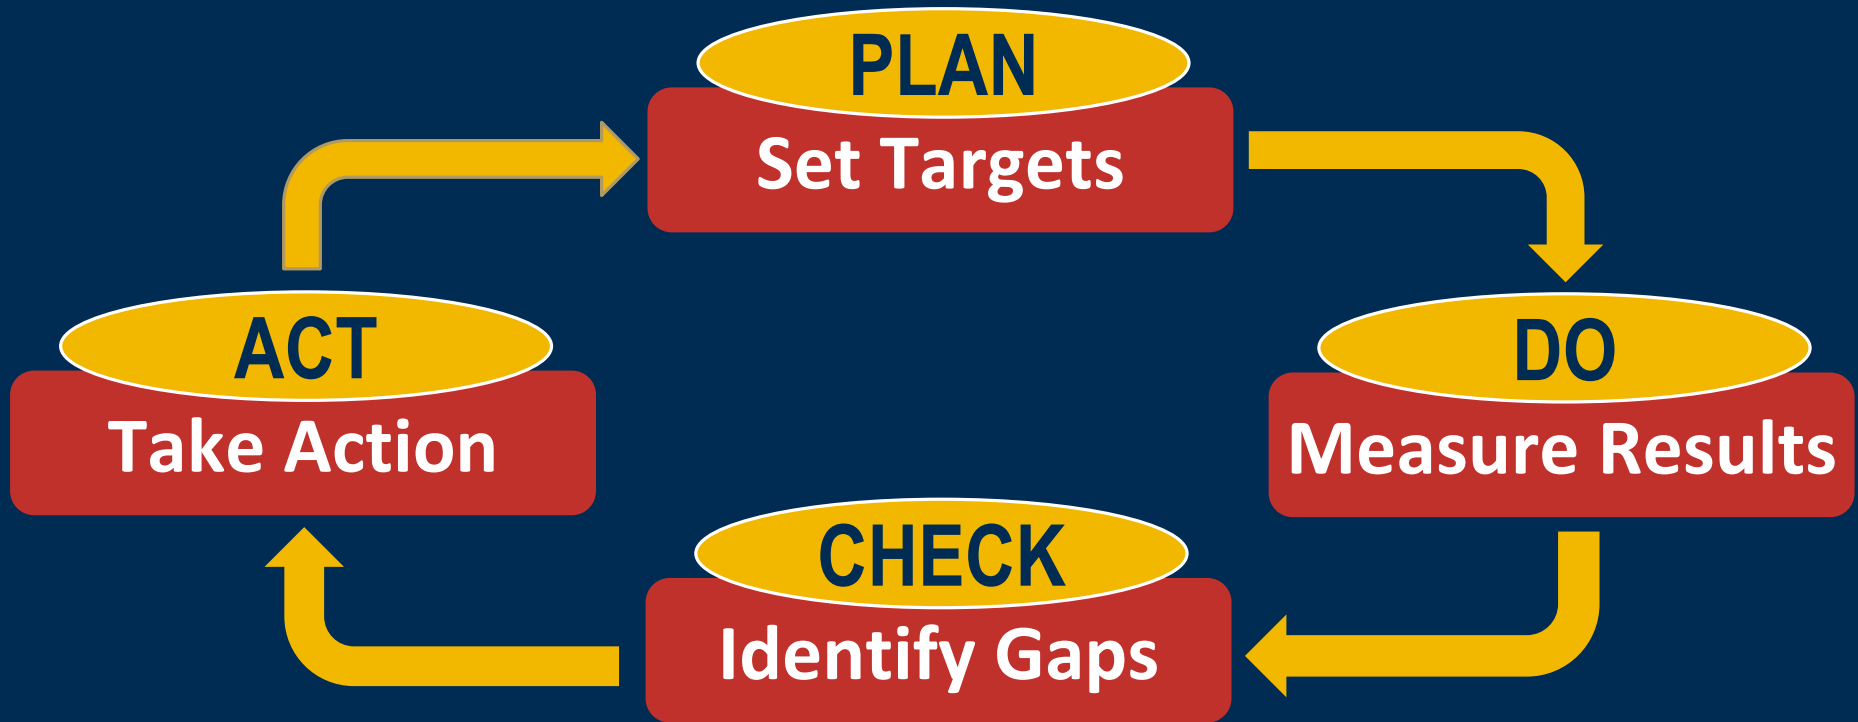 PLAN
Set Targets
ACT
Take Action
DO
Measure Results
CHECK
Identify Gaps